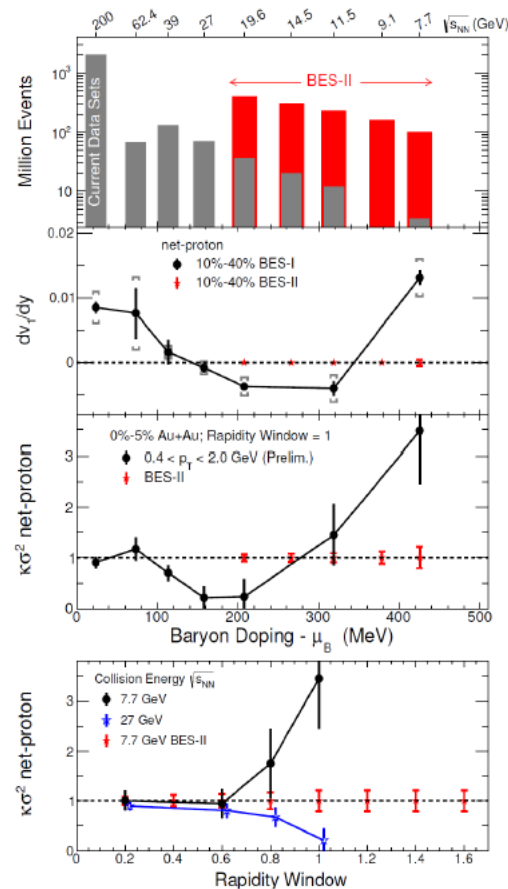 200 62.4 39 27 19.6 14.5 11.5 9.1 7.7 √sNN (GeV)
Million Events
10³
10²
10
Current Data Sets
BES-II
dv₁/dy
0.02
0.01
0
net-proton
10%-40% BES-I
10%-40% BES-II
κσ² net-proton
3
2
1
0
0%-5% Au+Au; Rapidity Window = 1
0.4 < pT < 2.0 GeV (Prelim.)
BES-II
0 100 200 300 400 500
Baryon Doping - μB (MeV)
κσ² net-proton
3
2
1
0
Collision Energy √sNN
7.7 GeV
27 GeV
7.7 GeV BES-II
0 0.2 0.4 0.6 0.8 1 1.2 1.4 1.6
Rapidity Window